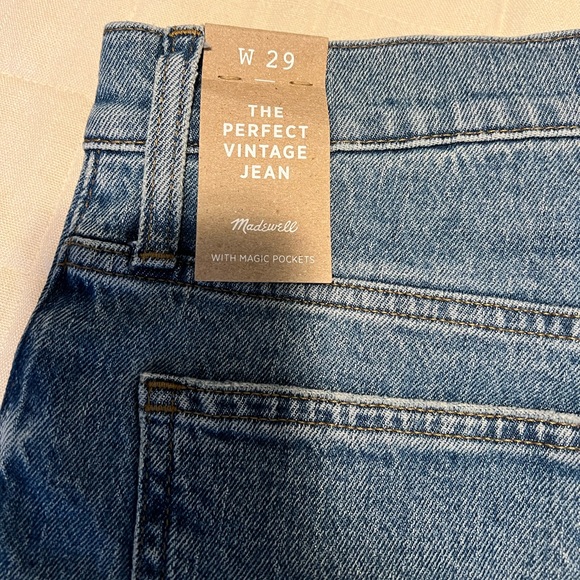 W 29
THE
PERFECT
VINTAGE
JEAN
Madewell
WITH MAGIC POCKETS